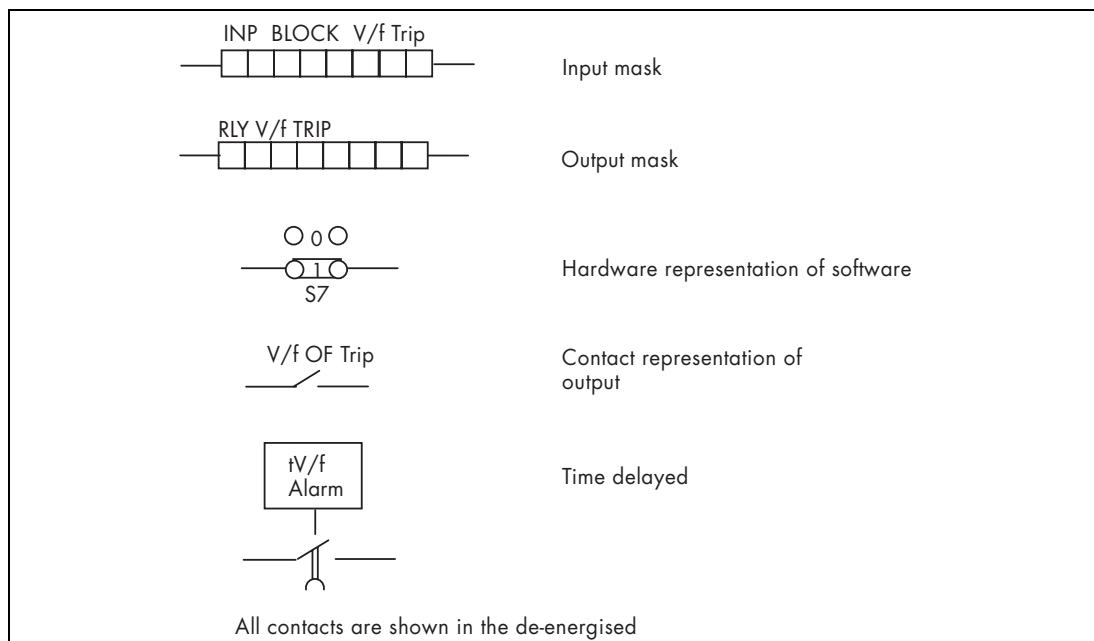 INP BLOCK V/f Trip
Input mask
RLY V/f TRIP
Output mask
0
1
S7
Hardware representation of software
V/f OF Trip
Contact representation of
output
tV/f
Alarm
Time delayed
All contacts are shown in the de-energised